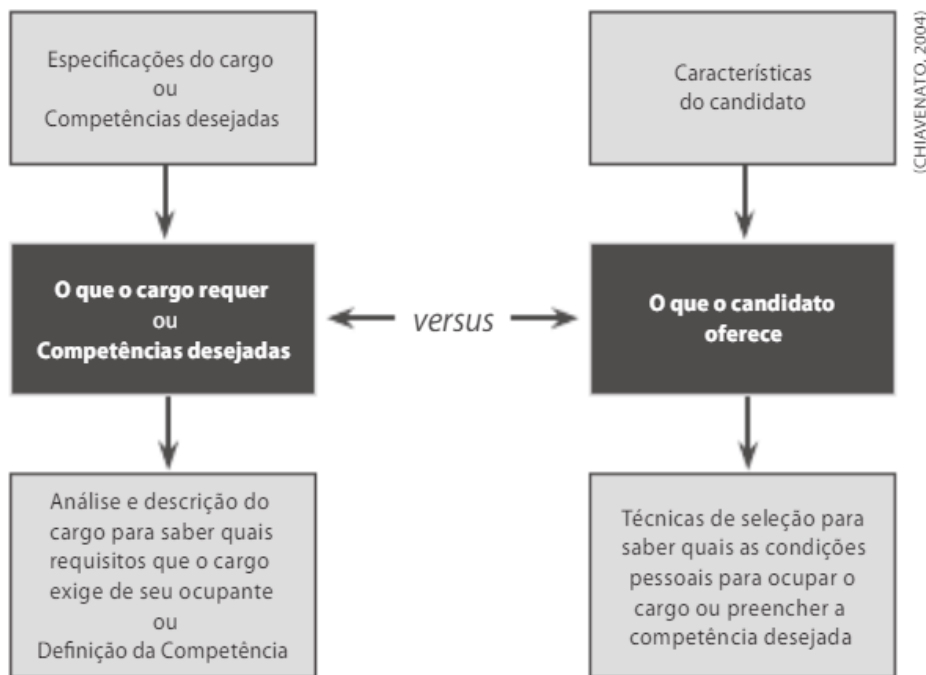 Especificações do cargo
ou
Competências desejadas
Características
do candidato
(CHIAVENATO, 2004)
O que o cargo requer
ou
Competências desejadas
versus
O que o candidato
oferece
Análise e descrição do
cargo para saber quais
requisitos que o cargo
exige de seu ocupante
ou
Definição da Competência
Técnicas de seleção para
saber quais as condições
pessoais para ocupar o
cargo ou preencher a
competência desejada